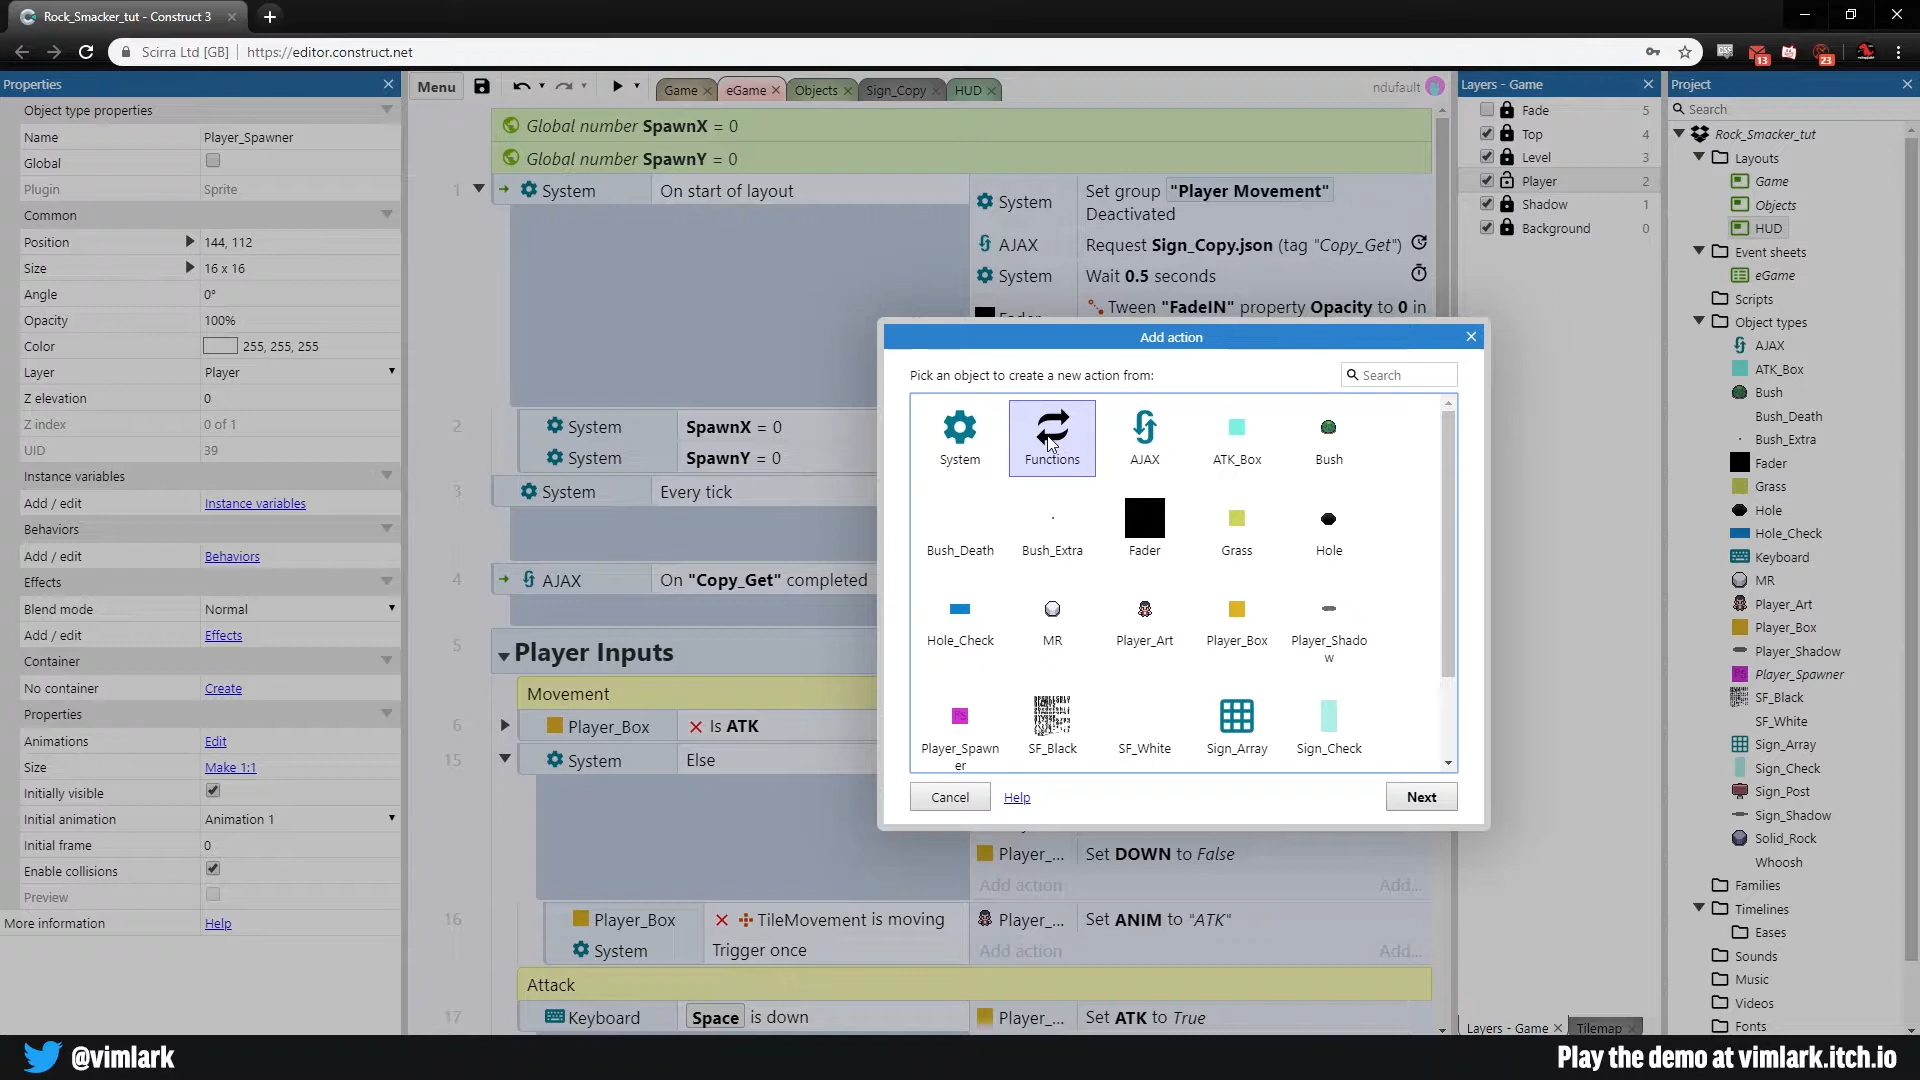 Rock_Smacker_tut - Construct 3
Scirra Ltd [GB]
https://editor.construct.net
13
23
Properties
Object type properties
Name Player_Spawner
Global
Plugin Sprite
Common
Position 144, 112
Size 16 x 16
Angle 0°
Opacity 100%
Color 255, 255, 255
Layer Player
Z elevation 0
Z index 0 of 1
UID 39
Instance variables
Add / edit Instance variables
Behaviors
Add / edit Behaviors
Effects
Blend mode Normal
Add / edit Effects
Container
No container Create
Properties
Animations Edit
Size Make 1:1
Initially visible
Initial animation Animation 1
Initial frame 0
Enable collisions
Preview
More information Help
Menu
Game
eGame
Objects
Sign_Copy
HUD
ndufault
Global number SpawnX = 0
Global number SpawnY = 0
1 System On start of layout
System Set group "Player Movement"
Deactivated
AJAX Request Sign_Copy.json (tag "Copy_Get")
System Wait 0.5 seconds
Tween "FadeIN" property Opacity to 0 in
2 System SpawnX = 0
System SpawnY = 0
3 System Every tick
4 AJAX On "Copy_Get" completed
5 Player Inputs
Movement
6 Player_Box Is ATK
15 System Else
Player_... Set DOWN to False
Add action Add...
16 Player_Box TileMovement is moving
System Trigger once
Player_... Set ANIM to "ATK"
Add action Add...
Attack
17 Keyboard Space is down
Player_... Set ATK to True
Add action
Pick an object to create a new action from:
Search
System
Functions
AJAX
ATK_Box
Bush
Bush_Death
Bush_Extra
Fader
Grass
Hole
Hole_Check
MR
Player_Art
Player_Box
Player_Shado
w
PS
Player_Spawn
er
SF_Black
SF_White
Sign_Array
Sign_Check
Cancel
Help
Next
Layers - Game
Fade 5
Top 4
Level 3
Player 2
Shadow 1
Background 0
Layers - Game
Tilemap
Project
Search
Rock_Smacker_tut
Layouts
Game
Objects
HUD
Event sheets
eGame
Scripts
Object types
AJAX
ATK_Box
Bush
Bush_Death
Bush_Extra
Fader
Grass
Hole
Hole_Check
Keyboard
MR
Player_Art
Player_Box
Player_Shadow
Player_Spawner
SF_Black
SF_White
Sign_Array
Sign_Check
Sign_Post
Sign_Shadow
Solid_Rock
Whoosh
Families
Timelines
Eases
Sounds
Music
Videos
Fonts
@vimlark
Play the demo at vimlark.itch.io